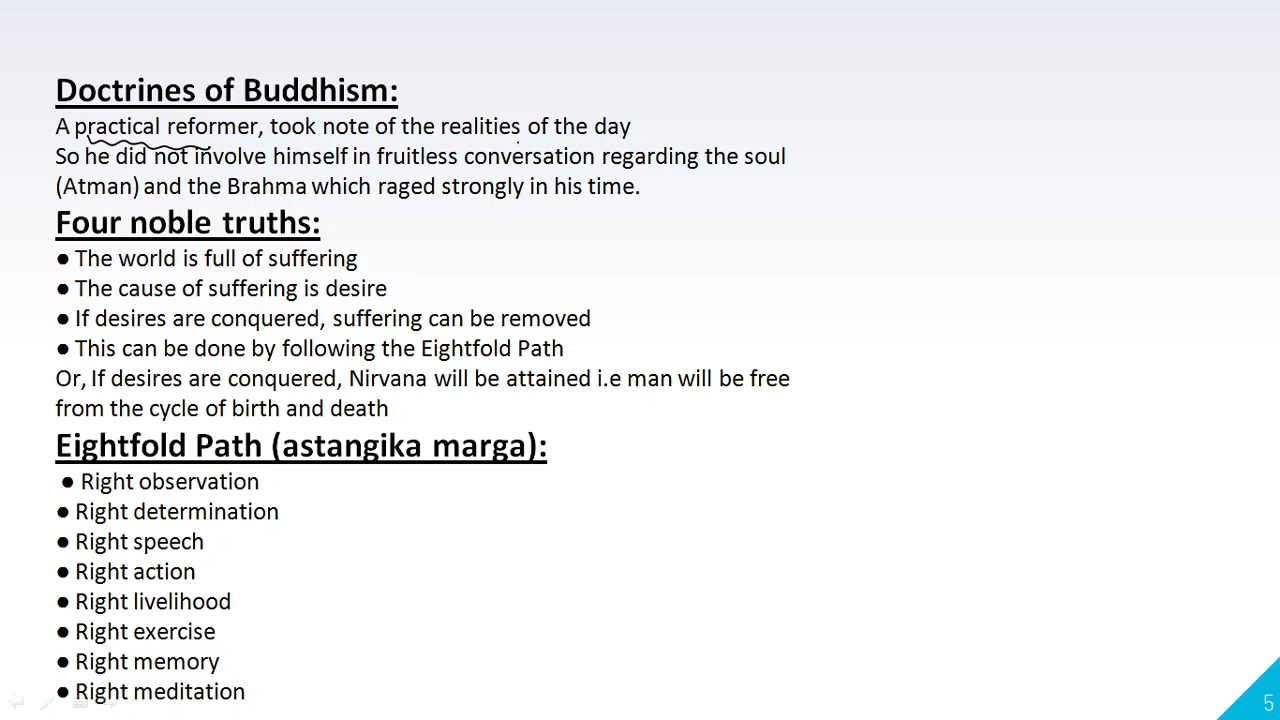 Doctrines of Buddhism:
A practical reformer, took note of the realities of the day
So he did not involve himself in fruitless conversation regarding the soul
(Atman) and the Brahma which raged strongly in his time.
Four noble truths:
● The world is full of suffering
● The cause of suffering is desire
● If desires are conquered, suffering can be removed
● This can be done by following the Eightfold Path
Or, If desires are conquered, Nirvana will be attained i.e man will be free
from the cycle of birth and death
Eightfold Path (astangika marga):
● Right observation
● Right determination
● Right speech
● Right action
● Right livelihood
● Right exercise
● Right memory
● Right meditation
5